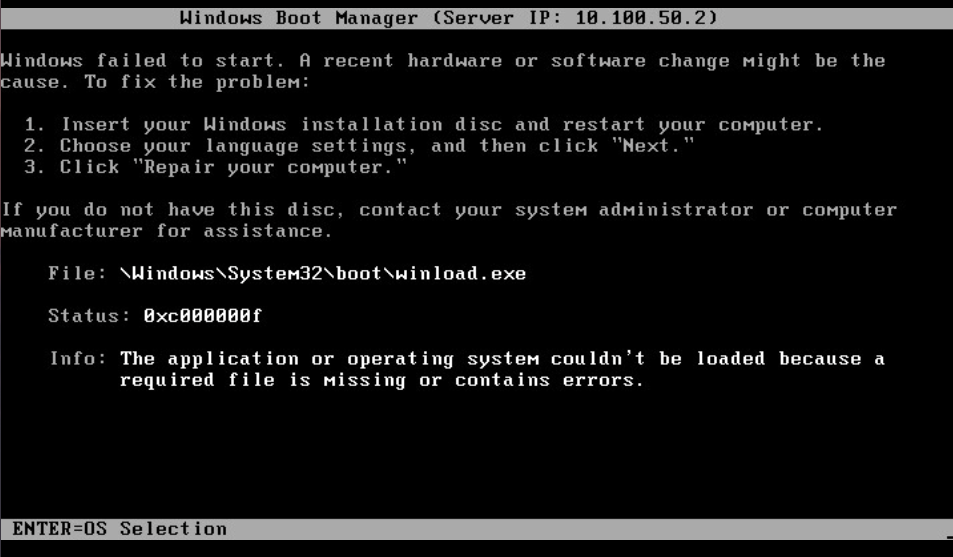 Windows Boot Manager (Server IP: 10.100.50.2)
Windows failed to start. A recent hardware or software change might be the
cause. To fix the problem:
1. Insert your Windows installation disc and restart your computer.
2. Choose your language settings, and then click "Next."
3. Click "Repair your computer."
If you do not have this disc, contact your system administrator or computer
manufacturer for assistance.
File: \Windows\System32\boot\winload.exe
Status: 0xc000000f
Info: The application or operating system couldn't be loaded because a
required file is missing or contains errors.
ENTER=OS Selection